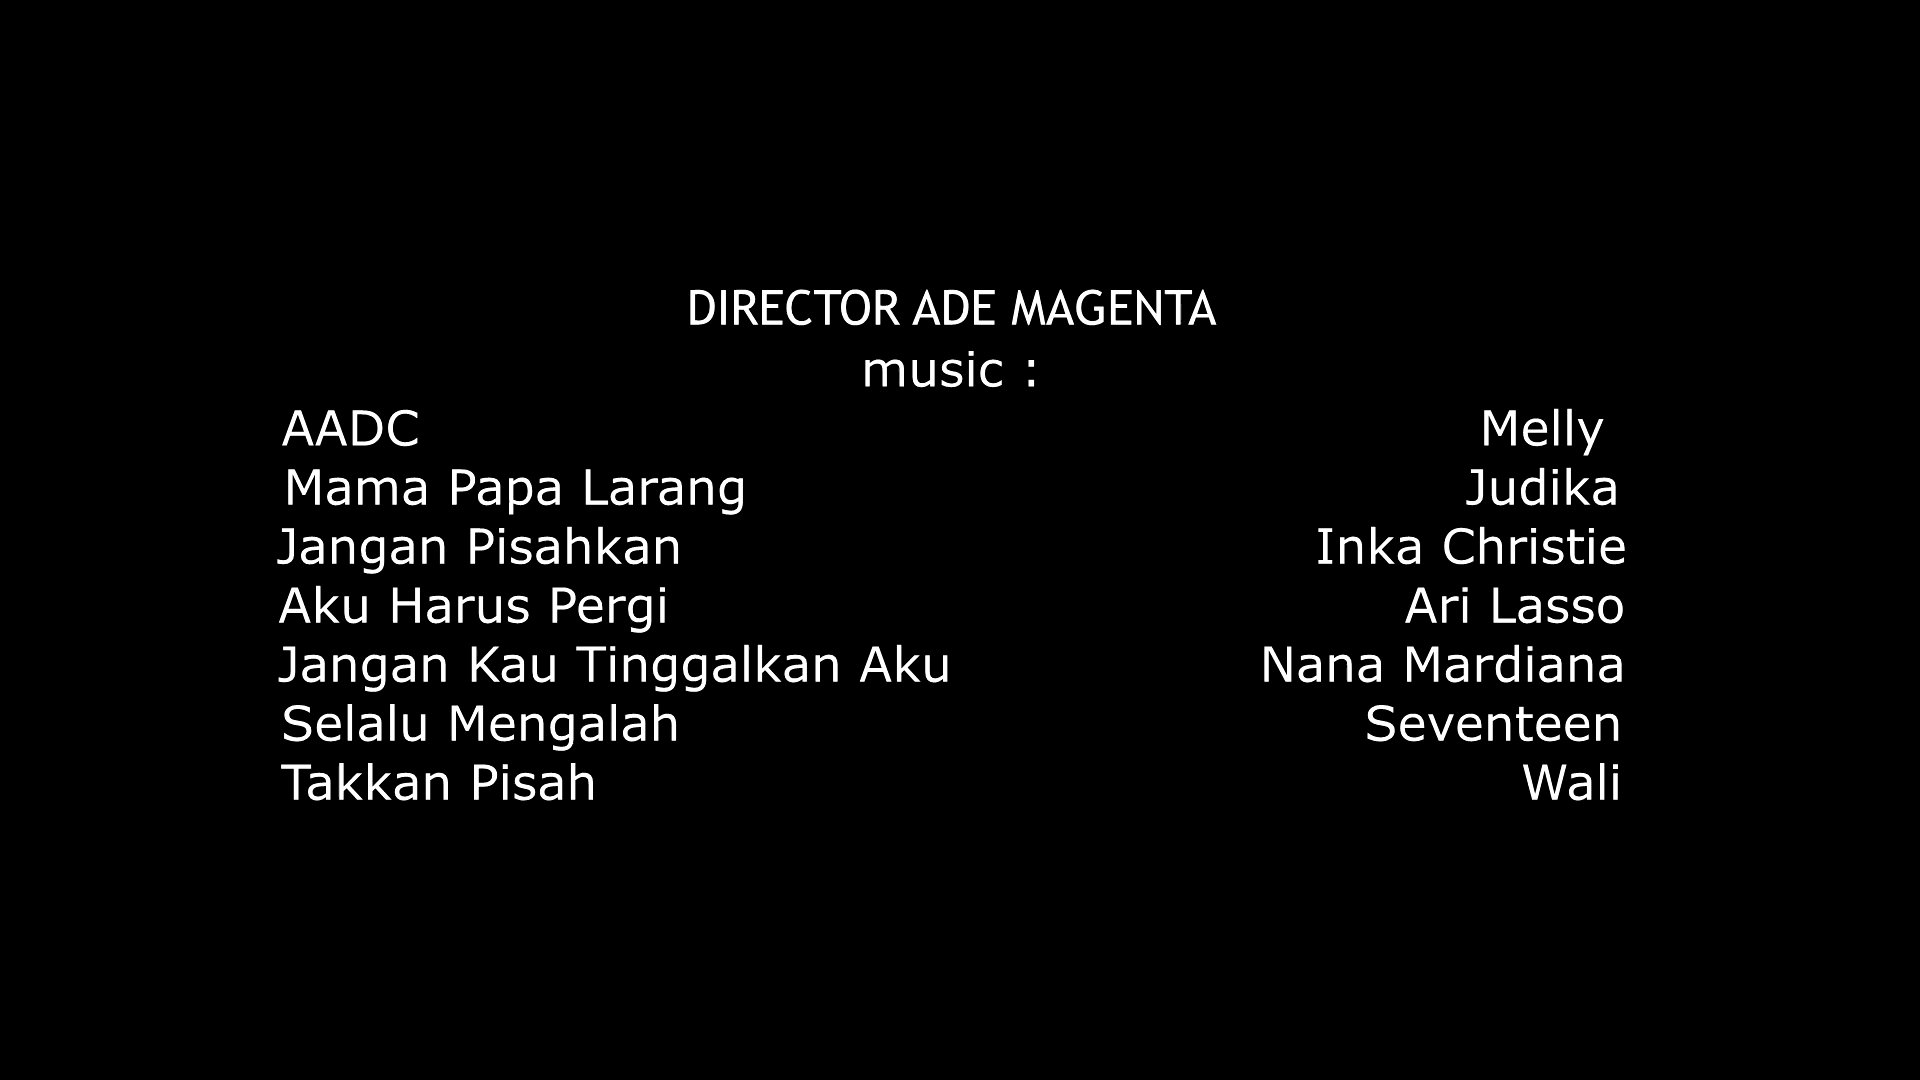 DIRECTOR ADE MAGENTA
music :
AADC Melly
Mama Papa Larang Judika
Jangan Pisahkan Inka Christie
Aku Harus Pergi Ari Lasso
Jangan Kau Tinggalkan Aku Nana Mardiana
Selalu Mengalah Seventeen
Takkan Pisah Wali